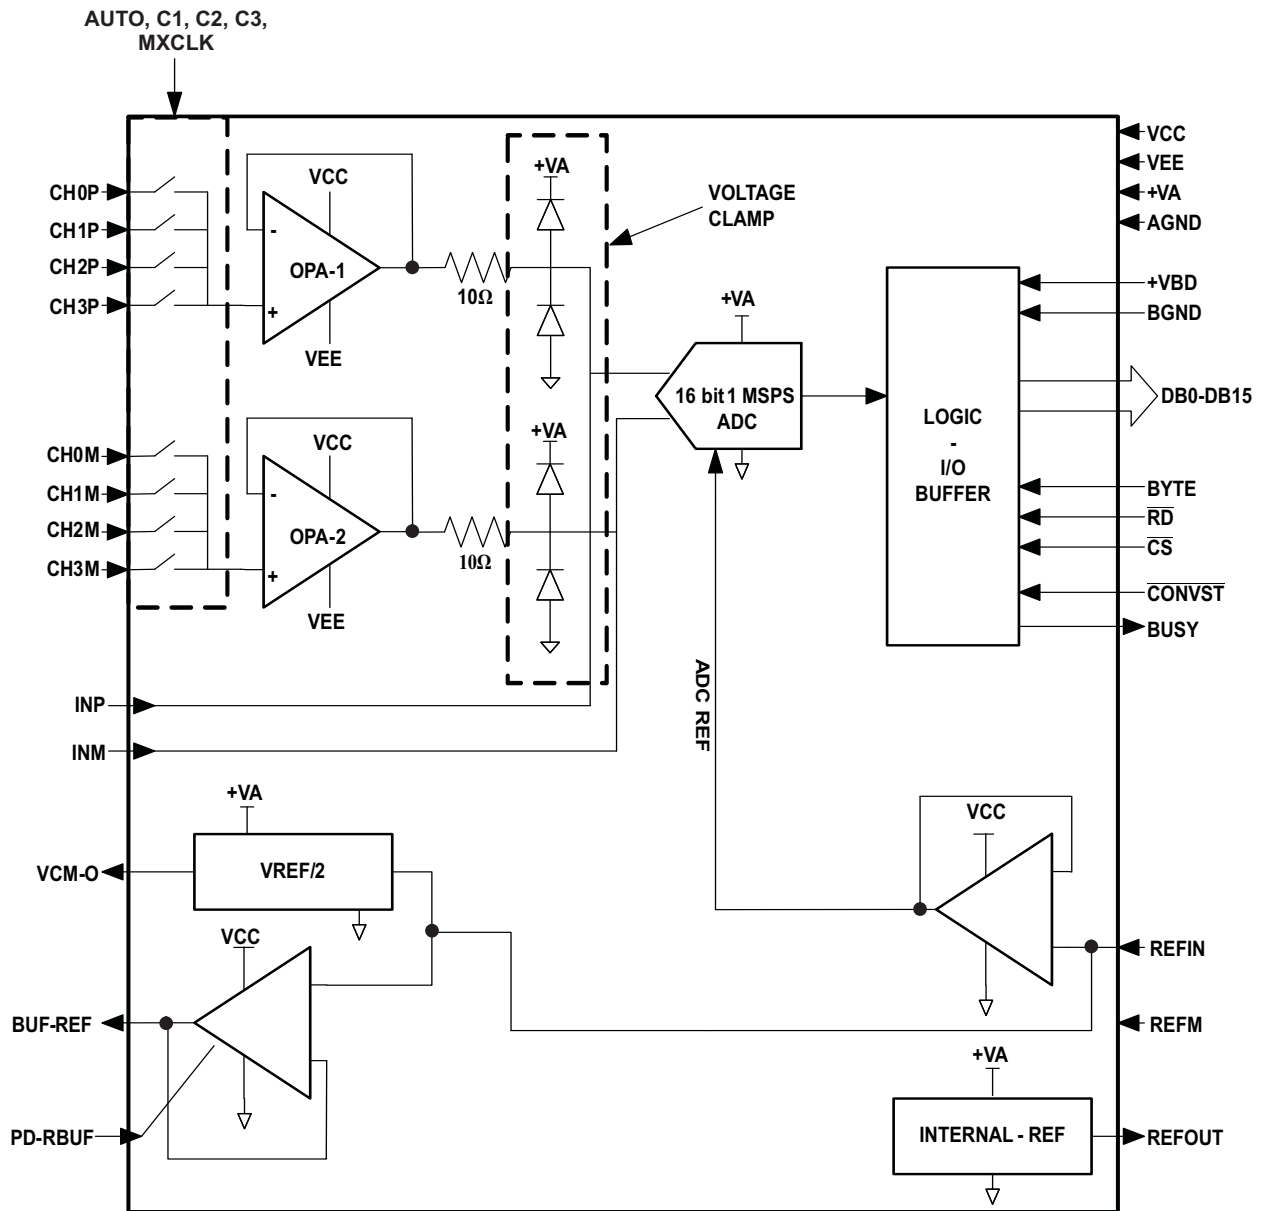 AUTO, C1, C2, C3,
MXCLK
VCC
VEE
+VA
AGND
CH0P
CH1P
CH2P
CH3P
-
+
VCC
OPA-1
VEE
10Ω
+VA
VOLTAGE
CLAMP
+VA
16 bit 1 MSPS
ADC
LOGIC
-
I/O
BUFFER
+VBD
BGND
DB0-DB15
BYTE
RD
CS
CONVST
BUSY
CH0M
CH1M
CH2M
CH3M
-
+
VCC
OPA-2
VEE
10Ω
+VA
INP
INM
ADC REF
+VA
VREF/2
VCM-O
VCC
BUF-REF
PD-RBUF
VCC
REFIN
REFM
+VA
INTERNAL - REF
REFOUT